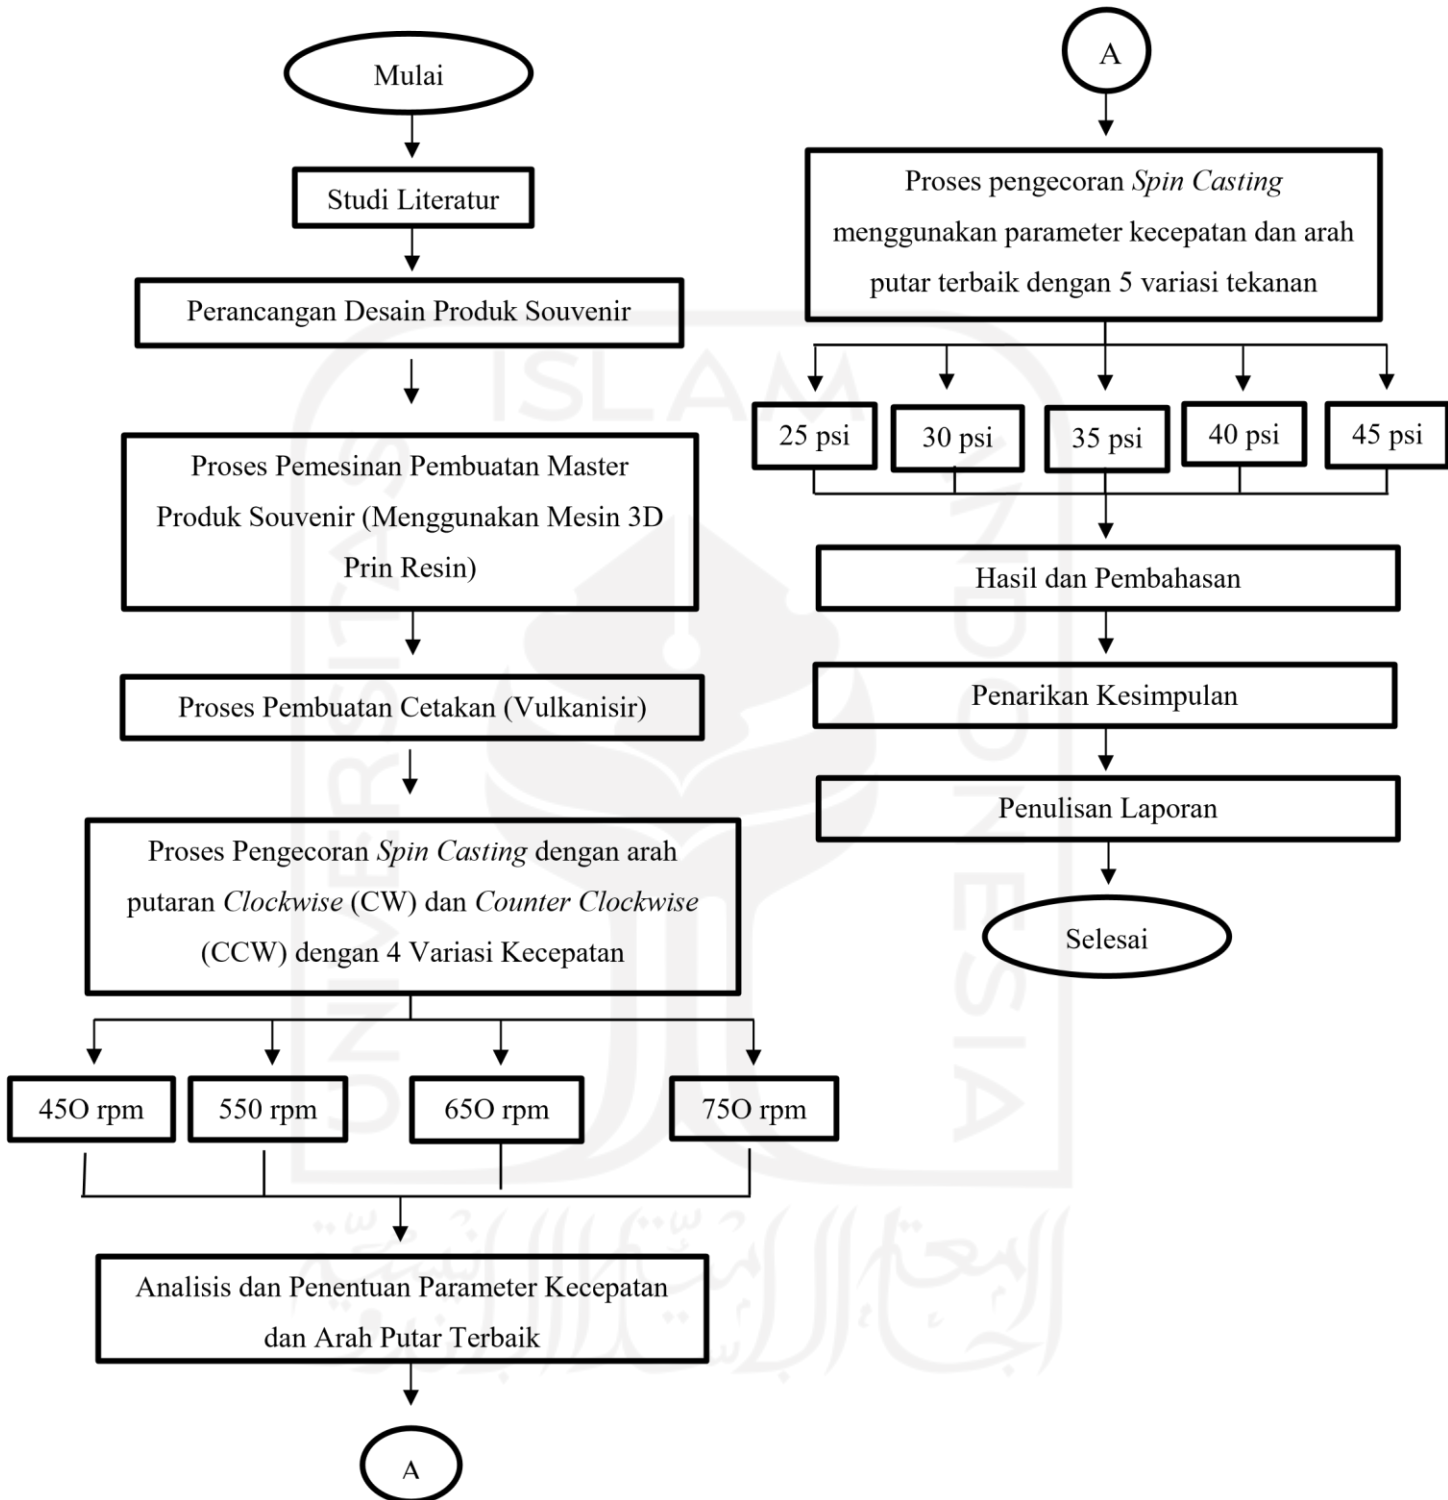 Mulai
Studi Literatur
Perancangan Desain Produk Souvenir
Proses Pemesinan Pembuatan Master
Produk Souvenir (Menggunakan Mesin 3D
Prin Resin)
Proses Pembuatan Cetakan (Vulkanisir)
Proses Pengecoran Spin Casting dengan arah
putaran Clockwise (CW) dan Counter Clockwise
(CCW) dengan 4 Variasi Kecepatan
45O rpm
550 rpm
65O rpm
75O rpm
Analisis dan Penentuan Parameter Kecepatan
dan Arah Putar Terbaik
A
A
Proses pengecoran Spin Casting
menggunakan parameter kecepatan dan arah
putar terbaik dengan 5 variasi tekanan
25 psi
30 psi
35 psi
40 psi
45 psi
Hasil dan Pembahasan
Penarikan Kesimpulan
Penulisan Laporan
Selesai
UNIVERSITAS
ISLAM
INDONESIA